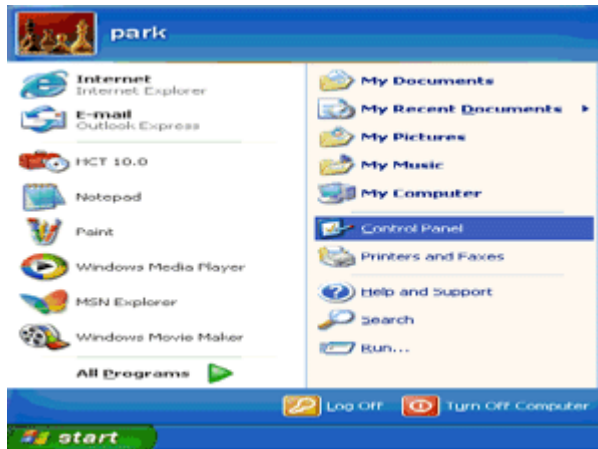 park
Internet
Internet Explorer
E-mail
Outlook Express
HCT 10.0
Notepad
Paint
Windows Media Player
MSN Explorer
Windows Movie Maker
All Programs
My Documents
My Recent Documents
My Pictures
My Music
My Computer
Control Panel
Printers and Faxes
Help and Support
Search
Run...
Log Off
Turn Off Computer
start